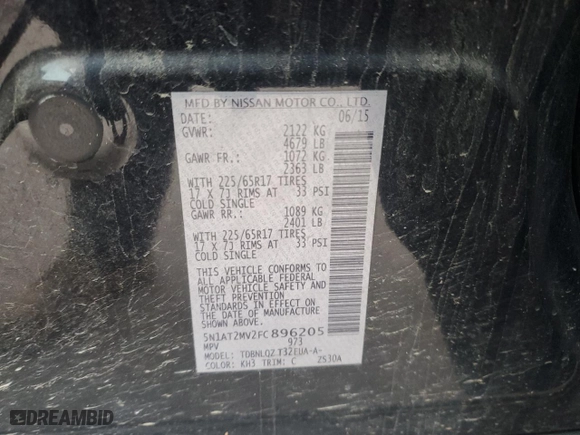 MFD BY NISSAN MOTOR CO., LTD.
DATE: 06/15
GVWR: 2122 KG
4679 LB
GAWR FR.: 1072 KG
2363 LB
WITH 225/65R17 TIRES
17 X 7J RIMS AT 33 PSI
COLD SINGLE
GAWR RR.: 1089 KG
2401 LB
WITH 225/65R17 TIRES
17 X 7J RIMS AT 33 PSI
COLD SINGLE
THIS VEHICLE CONFORMS TO
ALL APPLICABLE FEDERAL
MOTOR VEHICLE SAFETY AND
THEFT PREVENTION
STANDARDS IN EFFECT ON
THE DATE OF MANUFACTURE
SHOWN ABOVE.
5N1AT2MV2FC896205
MPV 973
MODEL: TDBNLQZ T32EUA-A-
COLOR: KH3 TRIM: C 2530A
DREAMBID